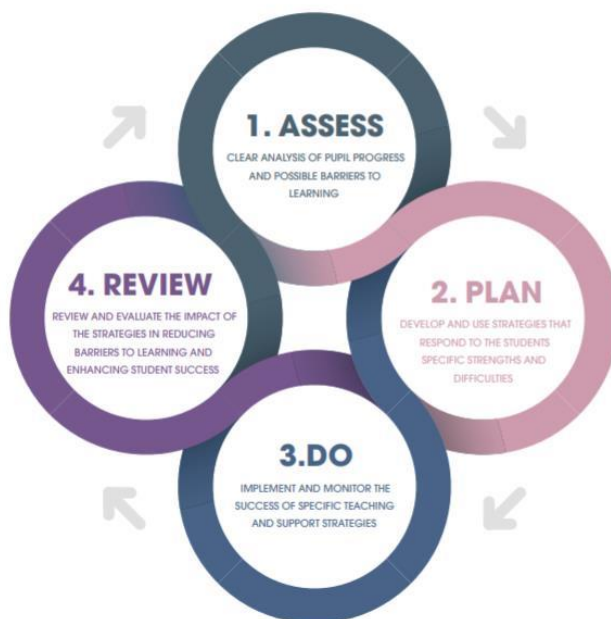 1. ASSESS
CLEAR ANALYSIS OF PUPIL PROGRESS
AND POSSIBLE BARRIERS TO
LEARNING
2. PLAN
DEVELOP AND USE STRATEGIES THAT
RESPOND TO THE STUDENTS
SPECIFIC STRENGTHS AND
DIFFICULTIES
3.DO
IMPLEMENT AND MONITOR THE
SUCCESS OF SPECIFIC TEACHING
AND SUPPORT STRATEGIES
4. REVIEW
REVIEW AND EVALUATE THE IMPACT OF
THE STRATEGIES IN REDUCING
BARRIERS TO LEARNING AND
ENHANCING STUDENT SUCCESS